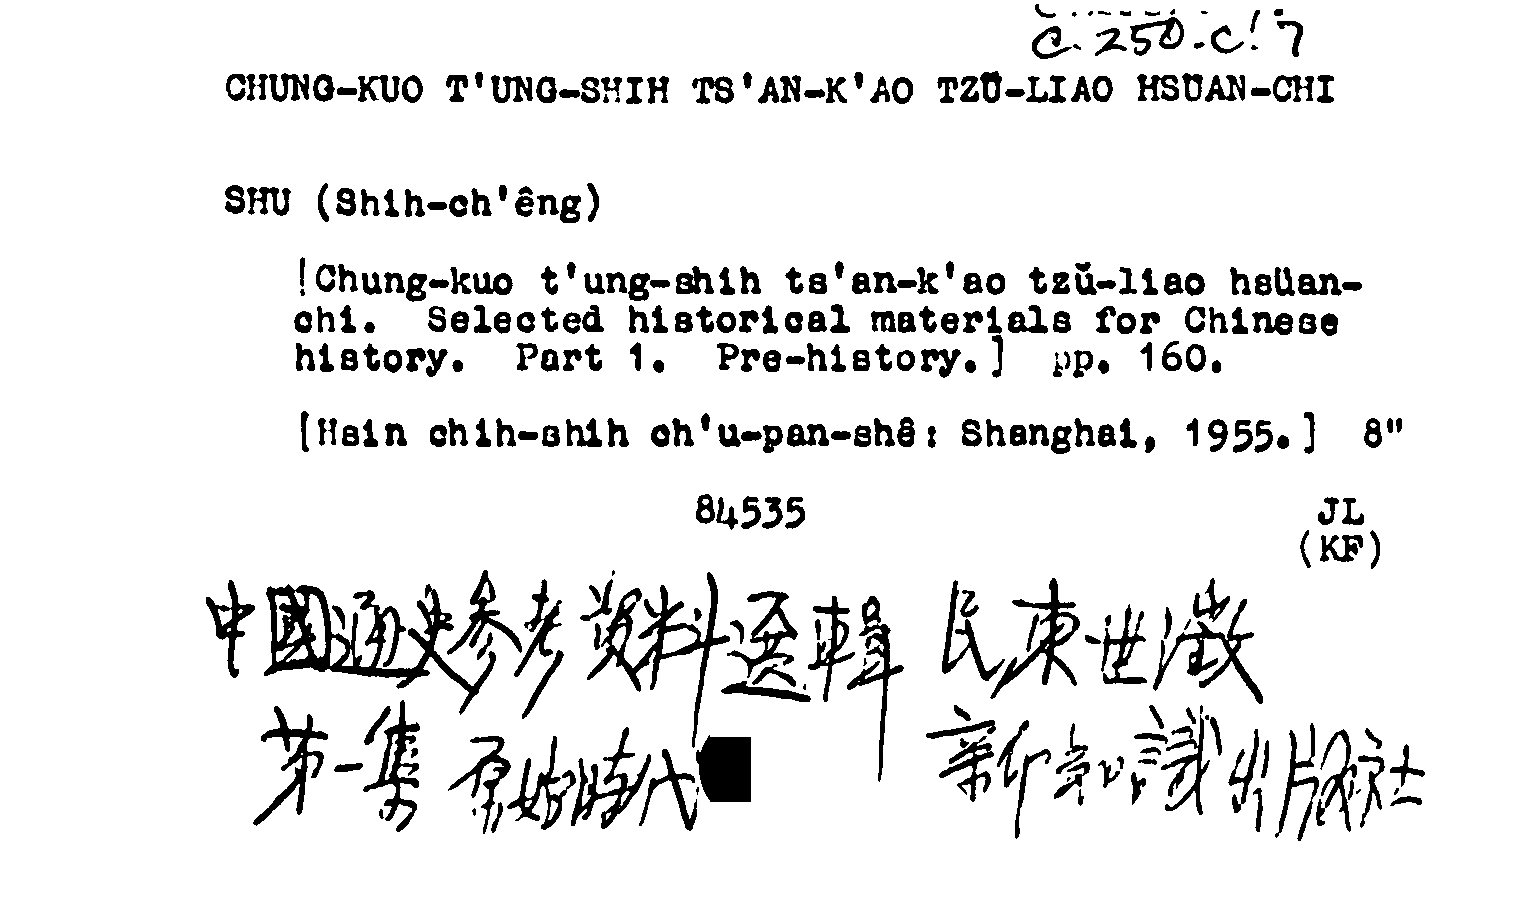 C. 250. c! 7
CHUNG-KUO T'UNG-SHIH TS'AN-K'AO TZŬ-LIAO HSÜAN-CHI
SHU (Shih-ch'êng)
[Chung-kuo t'ung-shih ts'an-k'ao tzŭ-liao hsüan-
chi. Selected historical materials for Chinese
history. Part 1. Pre-history.] pp. 160.
[Hsin chih-shih ch'u-pan-shê: Shanghai, 1955.] 8"
84535
JL
(KF)
中國通史參考資料選輯 東世澂
第一集 原始時代 新知識出版社